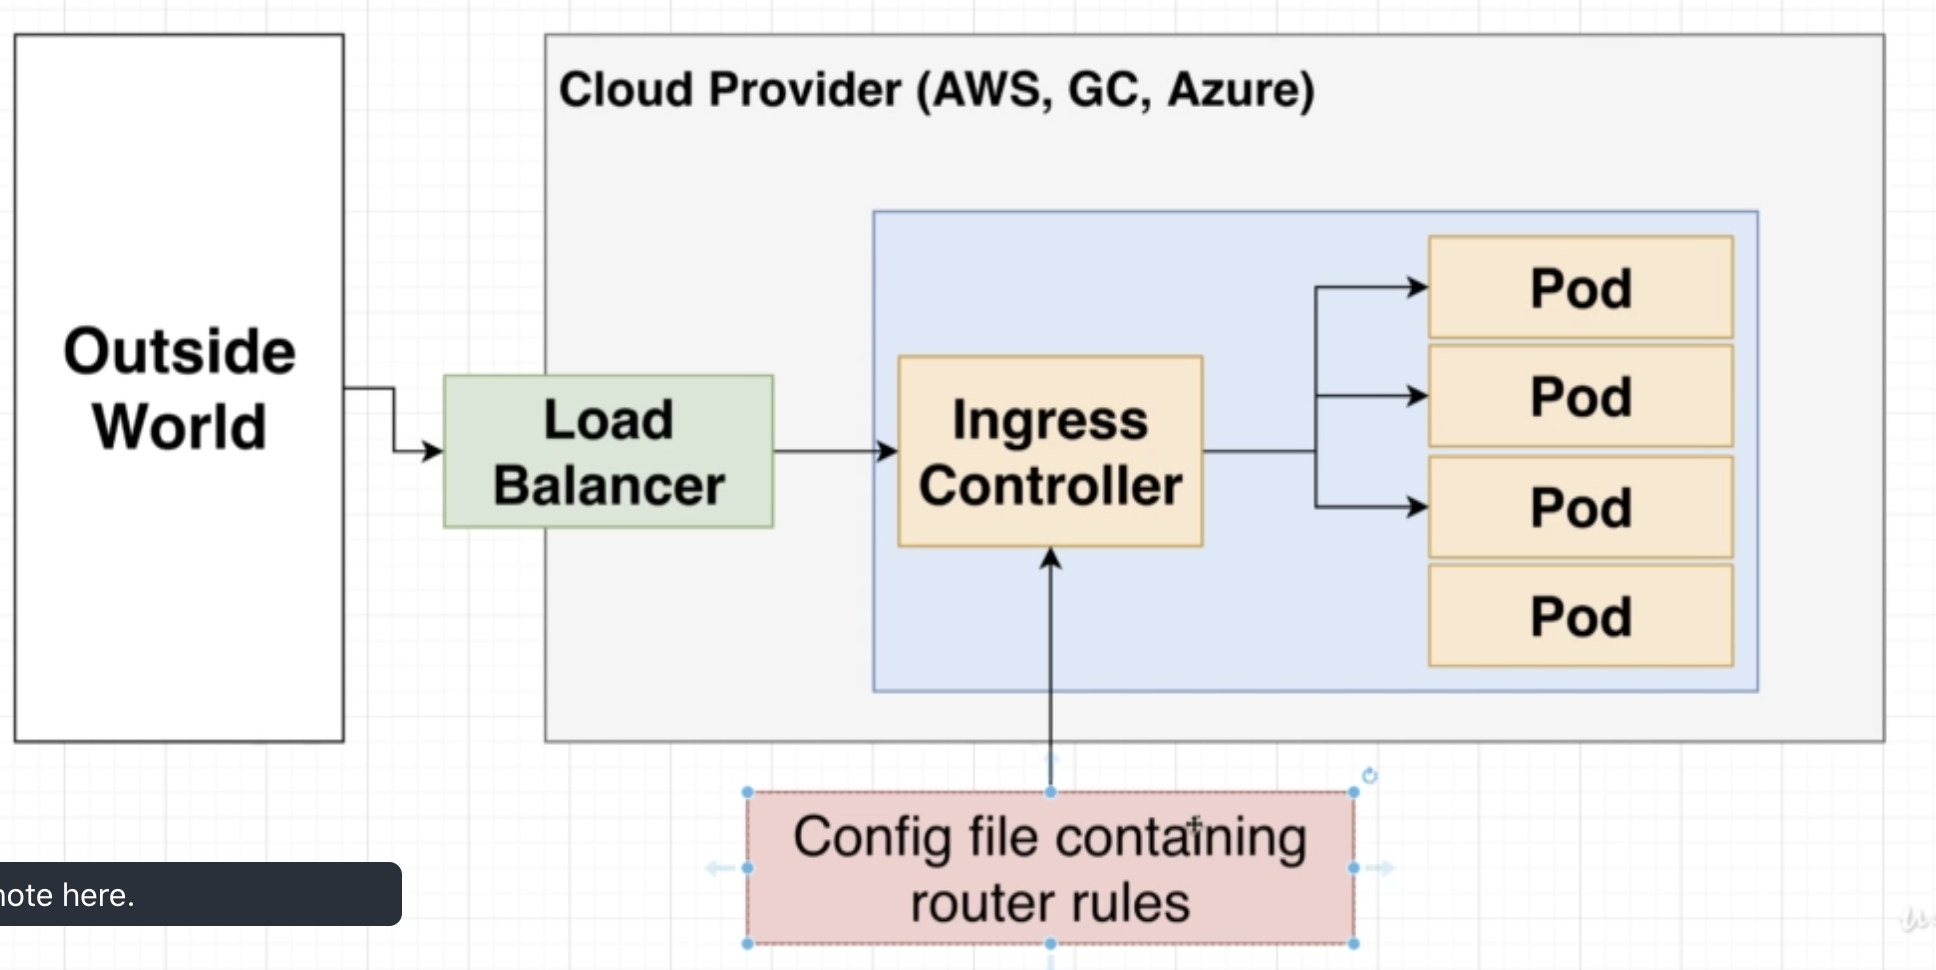 Cloud Provider (AWS, GC, Azure)
Outside
World
Load
Balancer
Ingress
Controller
Pod
Pod
Pod
Pod
Config file containing
router rules
note here.